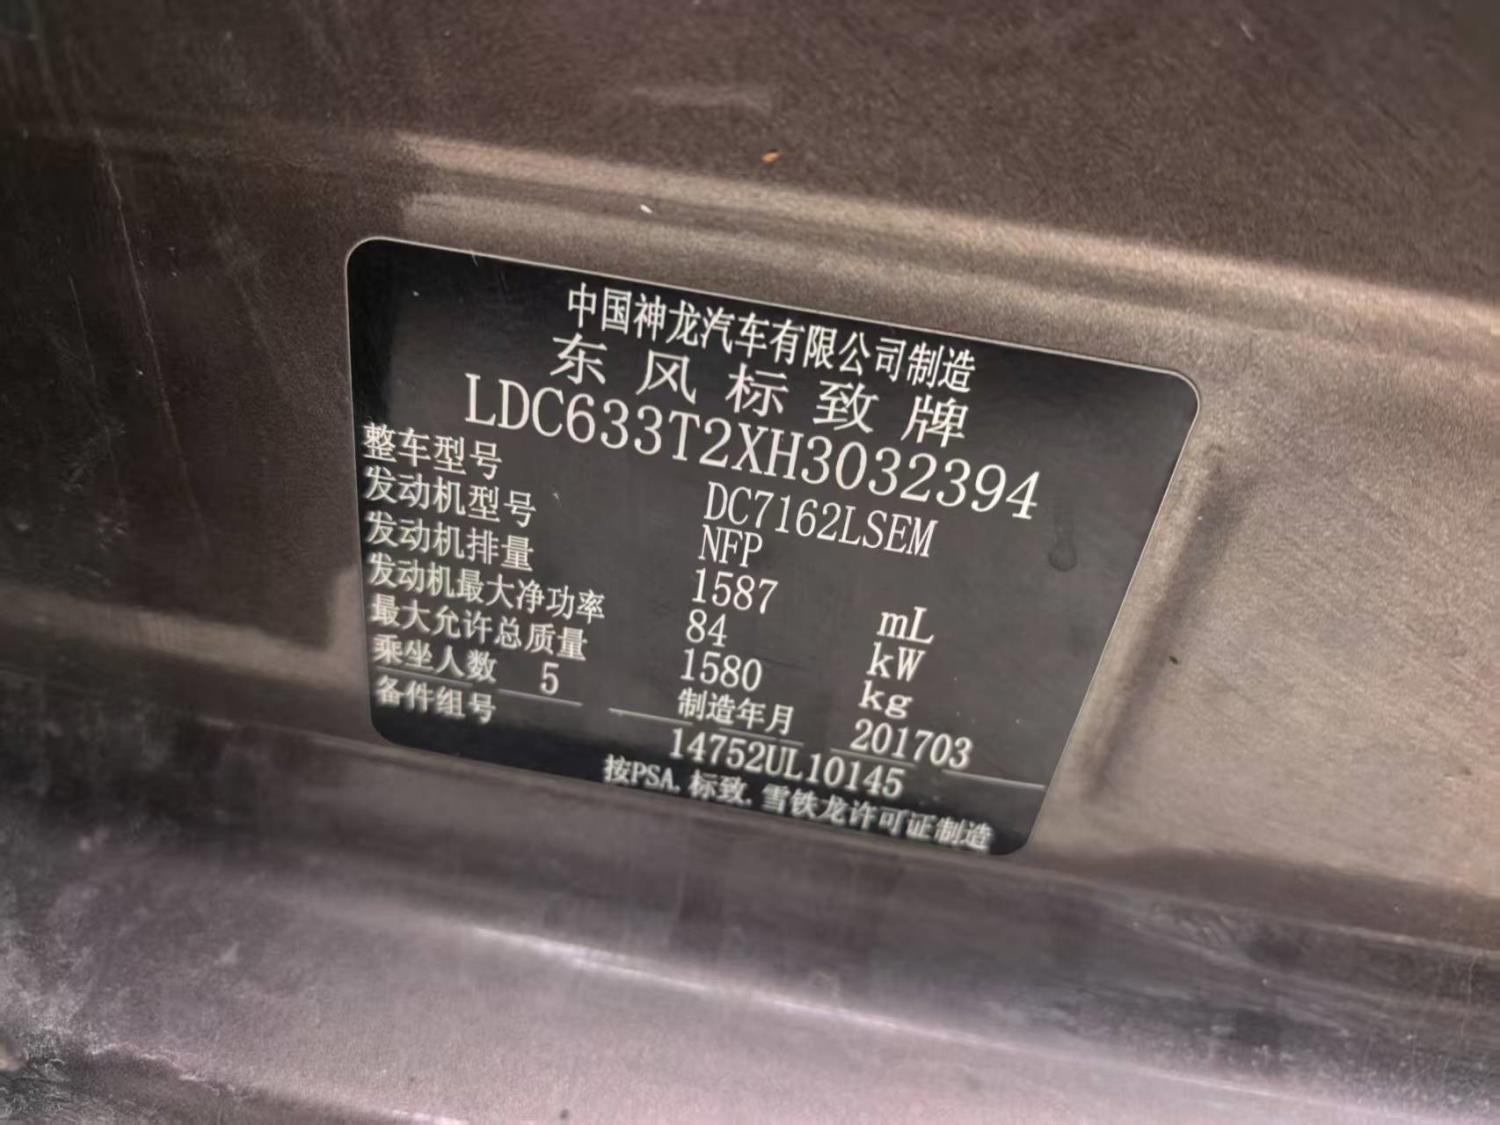 中国神龙汽车有限公司制造
东风标致牌
LDC633T2XH3032394
整车型号 DC7162LSEM
发动机型号 NFP
发动机排量 1587 mL
发动机最大净功率 84 kW
最大允许总质量 1580 kg
乘坐人数 5 制造年月 201703
备件组号 14752UL10145
按PSA.标致.雪铁龙许可证制造